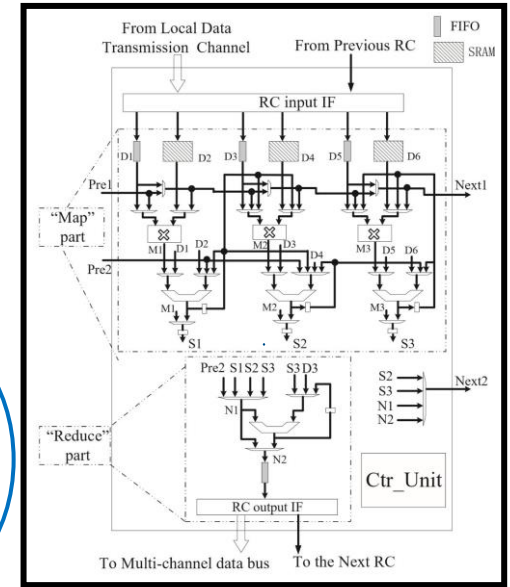 From Local Data
Transmission Channel
From Previous RC
FIFO
SRAM
RC input IF
D1 D2 D3 D4 D5 D6
Pre1
Next1
"Map"
part
M1 D1 D2 M2 D3 D4 M3 D5 D6
Pre2
M1 M2 M3
S1 S2 S3
Pre2 S1 S2 S3 S3 D3
N1
N2
S2
S3
N1
N2
Next2
"Reduce"
part
Ctr_Unit
RC output IF
To Multi-channel data bus
To the Next RC